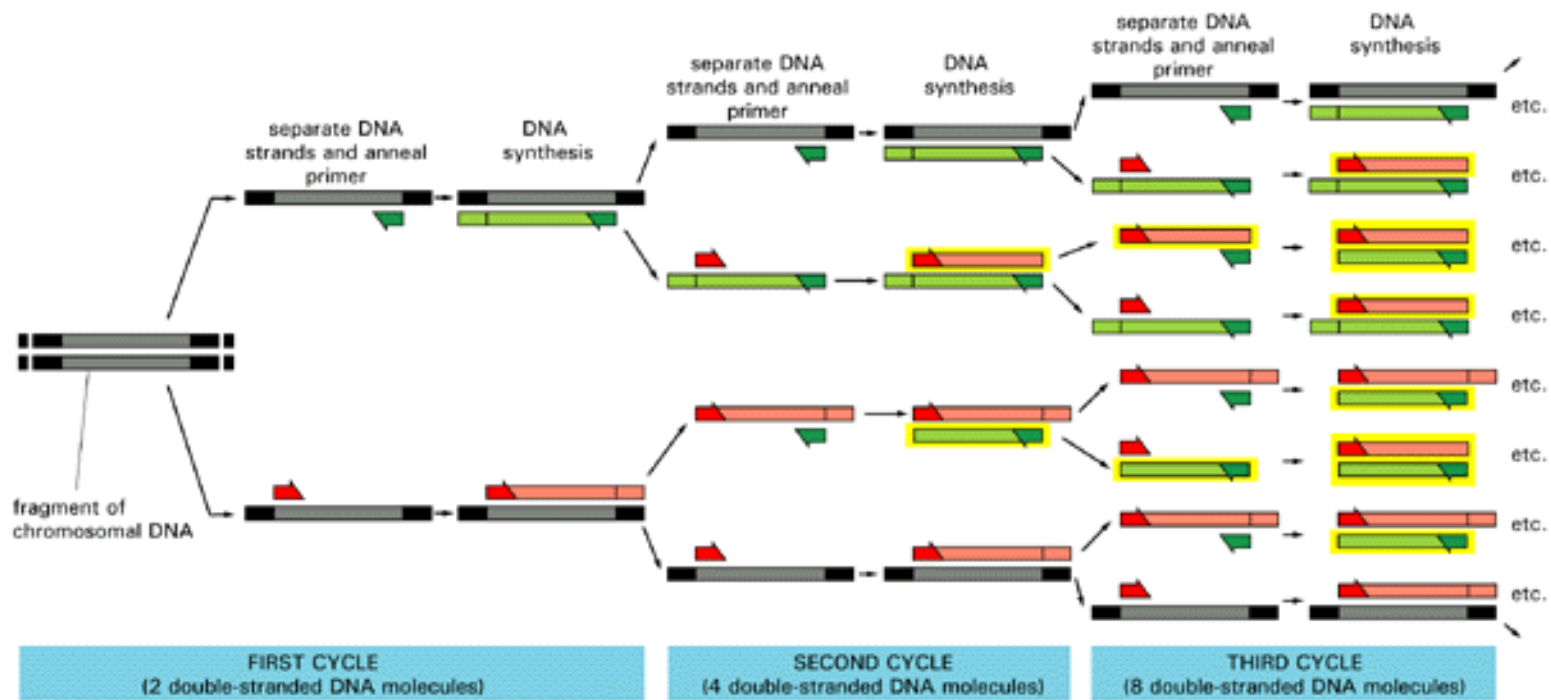 separate DNA
strands and anneal
primer
DNA
synthesis
separate DNA
strands and anneal
primer
DNA
synthesis
separate DNA
strands and anneal
primer
DNA
synthesis
etc.
etc.
etc.
etc.
etc.
etc.
etc.
etc.
fragment of
chromosomal DNA
FIRST CYCLE
(2 double-stranded DNA molecules)
SECOND CYCLE
(4 double-stranded DNA molecules)
THIRD CYCLE
(8 double-stranded DNA molecules)